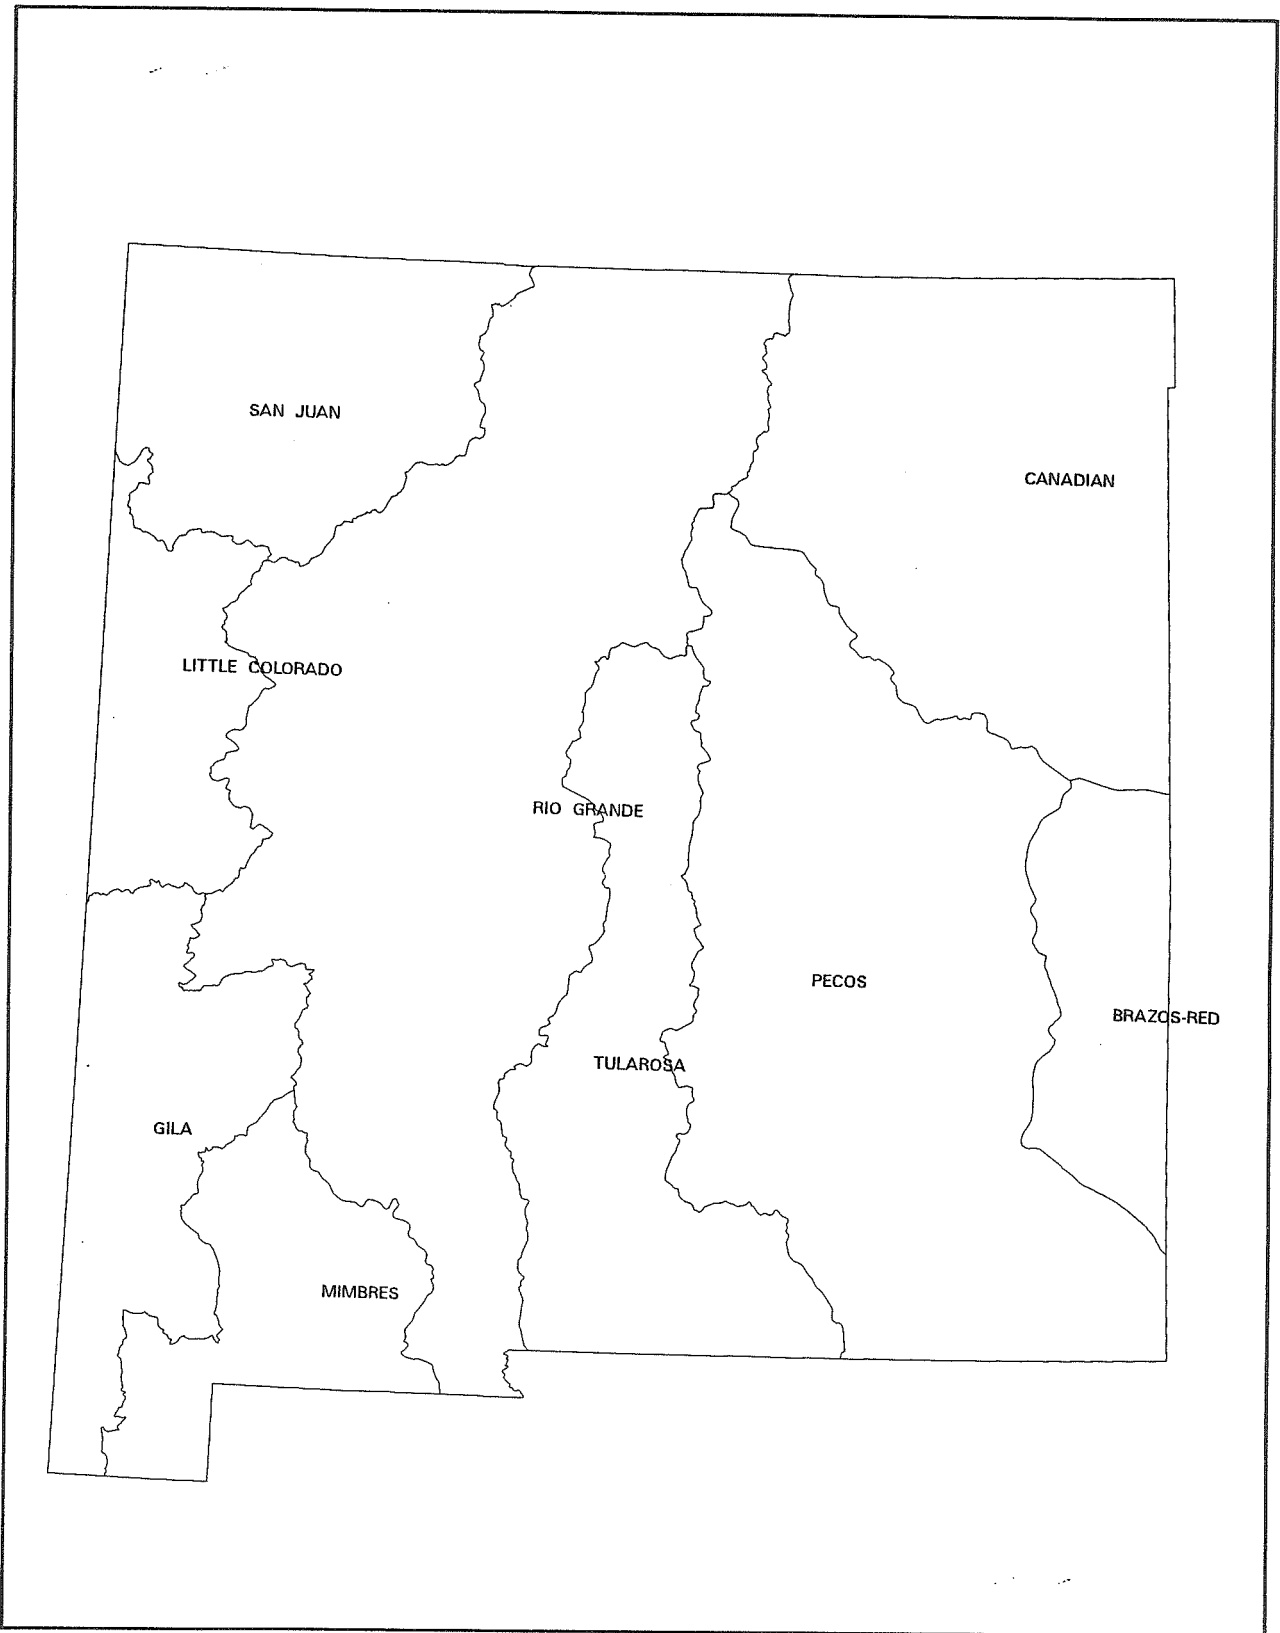 SAN JUAN
CANADIAN
LITTLE COLORADO
RIO GRANDE
PECOS
BRAZOS-RED
TULAROSA
GILA
MIMBRES